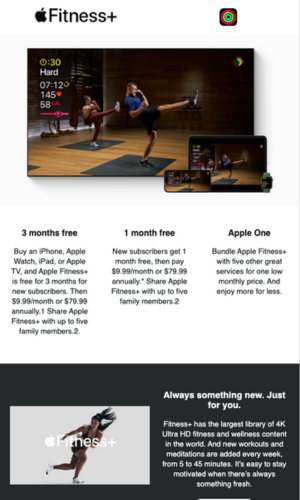 Fitness+
0:30
Hard
07:12
145
58CAL
3 months free
Buy an iPhone, Apple
Watch, iPad, or Apple
TV, and Apple Fitness+
is free for 3 months for
new subscribers. Then
$9.99/month or $79.99
annually.1 Share Apple
Fitness+ with up to five
family members.2.
1 month free
New subscribers get 1
month free, then pay
$9.99/month or $79.99
annually.* Share Apple
Fitness+ with up to five
family members.2
Apple One
Bundle Apple Fitness+
with five other great
services for one low
monthly price. And
enjoy more for less.
Fitness+
Always something new. Just
for you.
Fitness+ has the largest library of 4K
Ultra HD fitness and wellness content
in the world. And new workouts and
meditations are added every week,
from 5 to 45 minutes. It's easy to stay
motivated when there's always
something fresh.